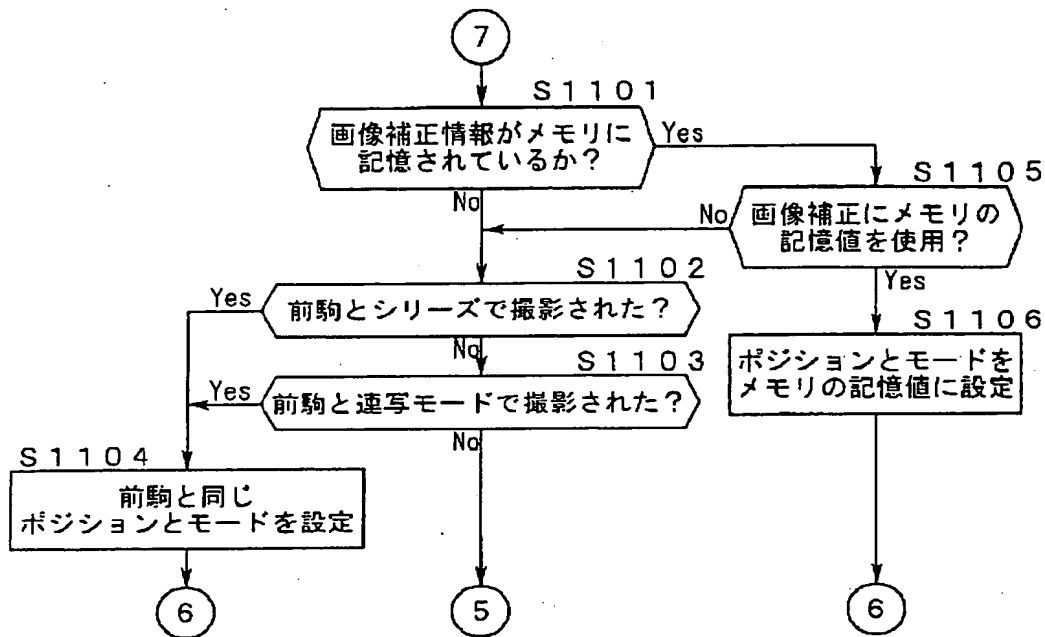 7
S1101
画像補正情報がメモリに
記憶されているか?
Yes
No
S1105
画像補正にメモリの
記憶値を使用?
No
Yes
S1102
前駒とシリーズで撮影された?
Yes
No
S1106
ポジションとモードを
メモリの記憶値に設定
S1103
前駒と連写モードで撮影された?
Yes
No
S1104
前駒と同じ
ポジションとモードを設定
6
5
6